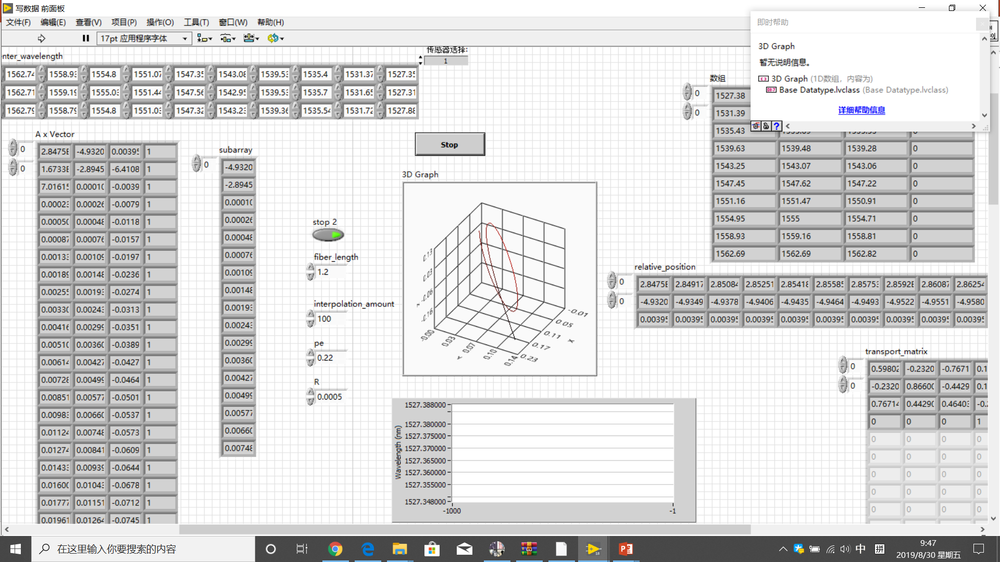 写数据 前面板
文件(F) 编辑(E) 查看(V) 项目(P) 操作(O) 工具(T) 窗口(W) 帮助(H)
17pt 应用程序字体
即时帮助
3D Graph
暂无说明信息。
3D Graph (1D数组，内容为)
Base Datatype.lvclass (Base Datatype.lvclass)
详细帮助信息
enter_wavelength
传感器选择:
1
1562.74 1558.93 1554.8 1551.07 1547.35 1543.08 1539.53 1535.4 1531.37 1527.35
1562.71 1559.19 1555.03 1551.44 1547.56 1542.95 1539.53 1535.7 1531.65 1527.31
1562.79 1558.79 1554.8 1551.03 1547.32 1543.23 1539.36 1535.54 1531.72 1527.88
A x Vector
0
0
2.8475E -4.9320 0.00395 1
1.6733E -2.8945 -6.4108 1
7.01615 0.00010 -0.0039 1
0.00023 0.00026 -0.0079 1
0.00050 0.00048 -0.0118 1
0.00087 0.00076 -0.0157 1
0.00133 0.00109 -0.0197 1
0.00189 0.00148 -0.0236 1
0.00255 0.00193 -0.0274 1
0.00330 0.00243 -0.0313 1
0.00416 0.00299 -0.0351 1
0.00510 0.00360 -0.0389 1
0.00614 0.00427 -0.0427 1
0.00728 0.00499 -0.0464 1
0.00851 0.00577 -0.0501 1
0.00983 0.00660 -0.0537 1
0.01124 0.00748 -0.0573 1
0.01274 0.00841 -0.0609 1
0.01433 0.00939 -0.0644 1
0.01600 0.01043 -0.0678 1
0.01777 0.01151 -0.0712 1
0.01961 0.01264 -0.0745 1
subarray
0
-4.9320
-2.8945
0.00010
0.00026
0.00048
0.00076
0.00109
0.00148
0.00193
0.00243
0.00299
0.00360
0.00427
0.00499
0.00577
0.00660
0.00748
stop 2
fiber_length
1.2
interpolation_amount
100
pe
0.22
R
0.0005
Stop
3D Graph
0.13
0.03
-0.06
-0.16
Z
-0.00
0.03
0.07
0.10
0.14
Y
-0.01
0.05
0.11
0.17
0.23
X
Wavelength (nm)
1527.388000
1527.380000
1527.375000
1527.370000
1527.365000
1527.360000
1527.355000
1527.348000
-1000 -1
数组
0
0
1527.38
1531.39
1535.43
1539.63 1539.48 1539.28 0
1543.25 1543.07 1543.06 0
1547.45 1547.62 1547.22 0
1551.16 1551.47 1550.91 0
1554.95 1555 1554.71 0
1558.93 1559.16 1558.81 0
1562.69 1562.69 1562.82 0
relative_position
0
0
2.8475E 2.84917 2.85084 2.85251 2.85418 2.85585 2.85753 2.8592E 2.86087 2.86254
-4.9320 -4.9349 -4.9378 -4.9406 -4.9435 -4.9464 -4.9493 -4.9522 -4.9551 -4.9580
0.00395 0.00395 0.00395 0.00395 0.00395 0.00395 0.00395 0.00395 0.00395 0.00395
transport_matrix
0
0
0.59802 -0.2320 -0.7671 0.1
-0.2320 0.86600 -0.4429 0.1
0.76714 0.44290 0.46403 -0.2
0 0 0 1
0 0 0 0
0 0 0 0
0 0 0 0
0 0 0 0
0 0 0 0
在这里输入你要搜索的内容
中 拼
9:47
2019/8/30 星期五